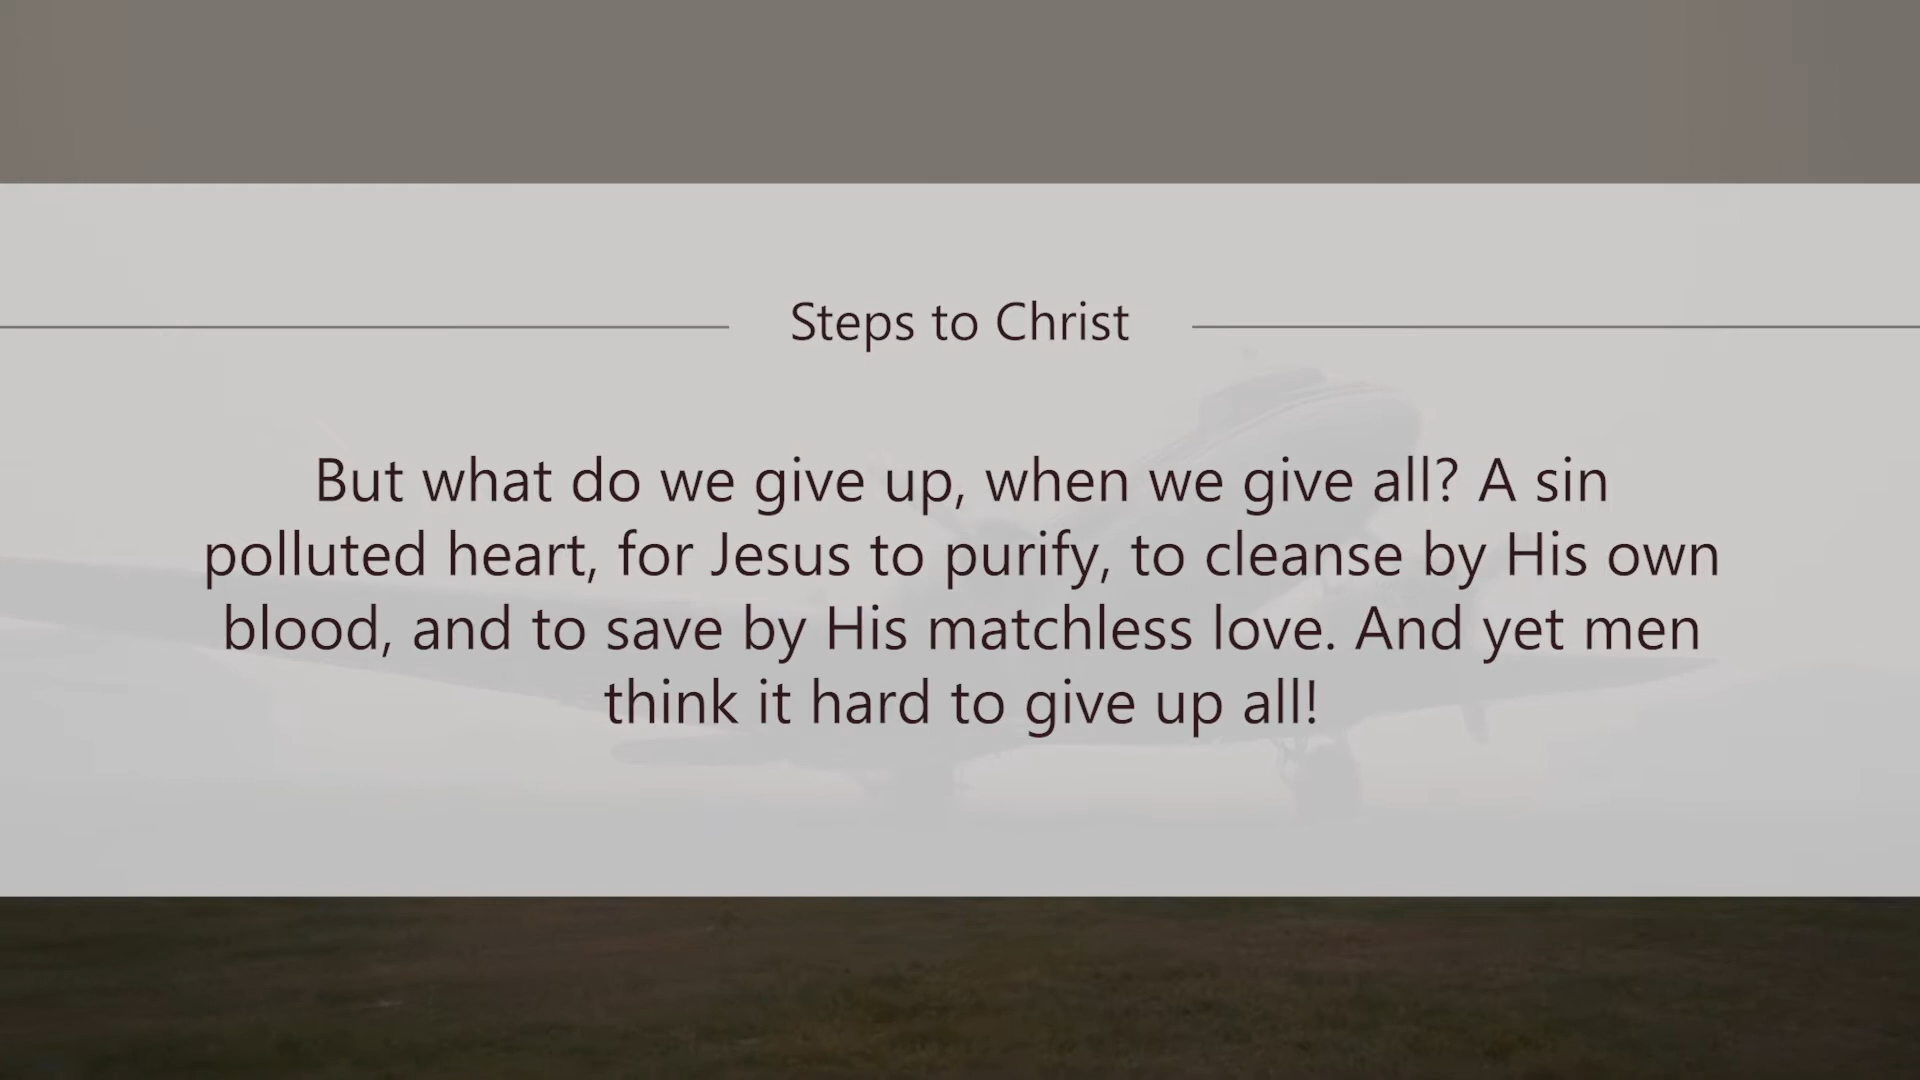 Steps to Christ
But what do we give up, when we give all? A sin
polluted heart, for Jesus to purify, to cleanse by His own
blood, and to save by His matchless love. And yet men
think it hard to give up all!